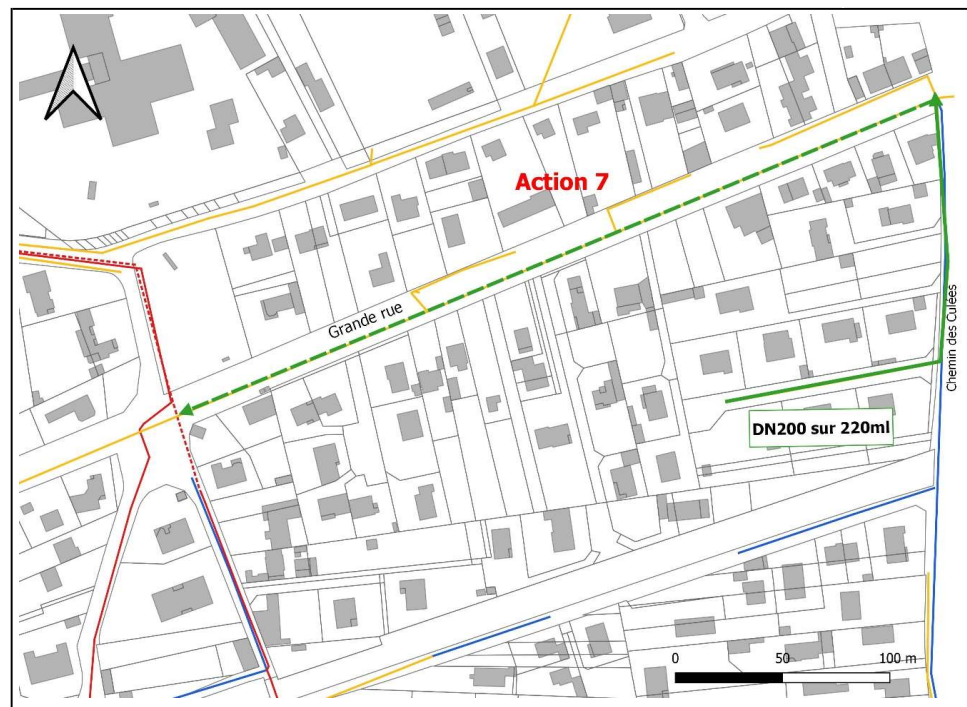 Action 7
Grande rue
Chemin des Culées
DN200 sur 220ml
0 50 100 m